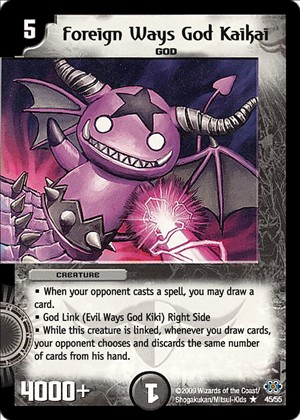 5
Foreign Ways God Kaikai
GOD
CREATURE
▪ When your opponent casts a spell, you may draw a
card.
▪ God Link (Evil Ways God Kiki) Right Side
▪ While this creature is linked, whenever you draw cards,
your opponent chooses and discards the same number
of cards from his hand.
4000+
1
©2009 Wizards of the Coast/
Shogakukan/Mitsui-Kids ★ 45/55